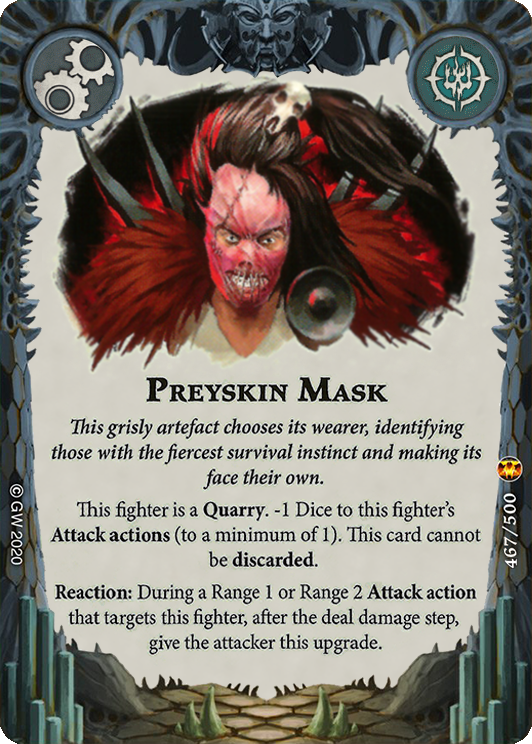 PREYSKIN MASK
This grisly artefact chooses its wearer, identifying
those with the fiercest survival instinct and making its
face their own.
This fighter is a Quarry. -1 Dice to this fighter's
Attack actions (to a minimum of 1). This card cannot
be discarded.
Reaction: During a Range 1 or Range 2 Attack action
that targets this fighter, after the deal damage step,
give the attacker this upgrade.
© GW 2020
467/500